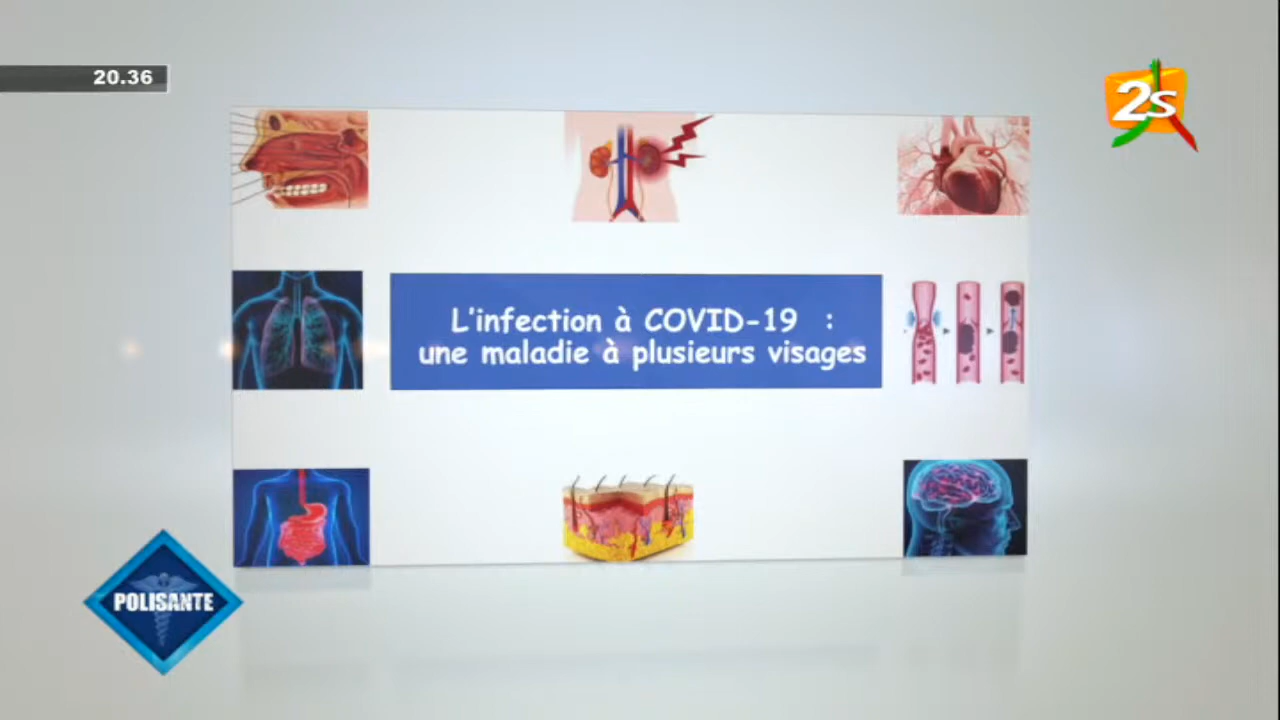 20.36
2s
L'infection à COVID-19 :
une maladie à plusieurs visages
POLISANTE